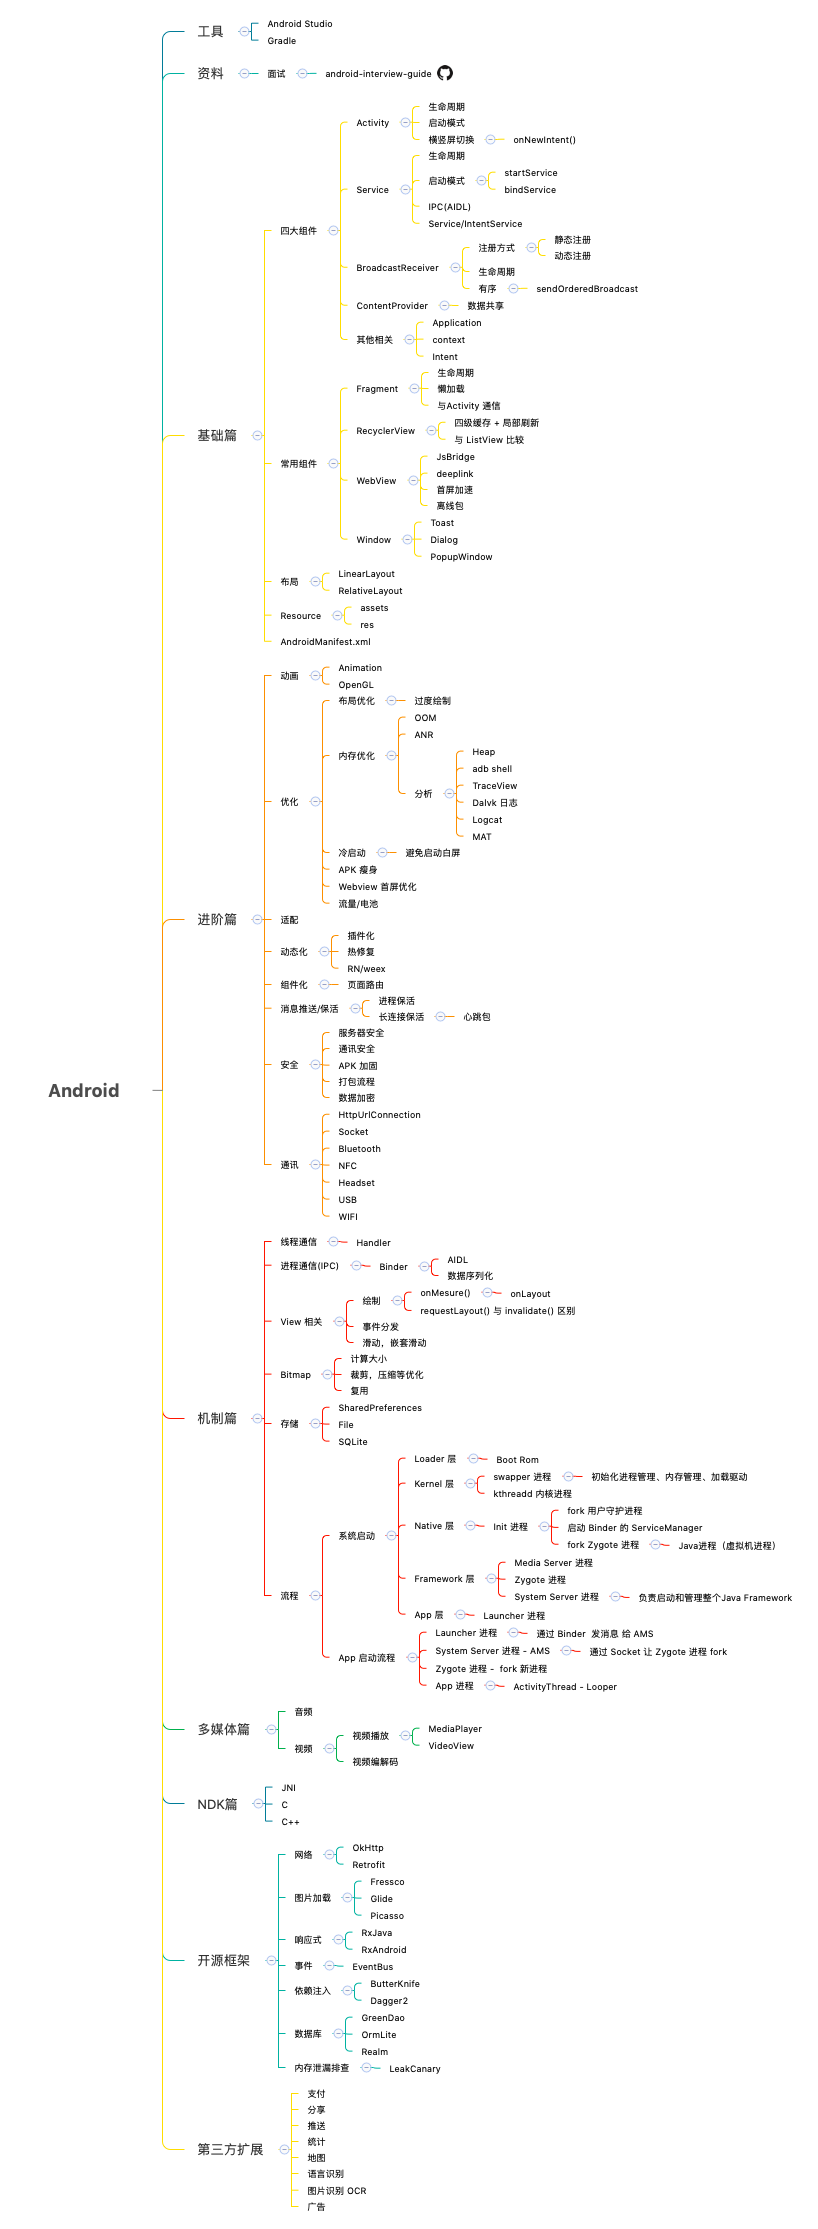 Android
工具
Android Studio
Gradle
资料
面试
android-interview-guide
基础篇
四大组件
Activity
生命周期
启动模式
横竖屏切换
onNewIntent()
Service
生命周期
启动模式
startService
bindService
IPC(AIDL)
Service/IntentService
BroadcastReceiver
注册方式
静态注册
动态注册
生命周期
有序
sendOrderedBroadcast
ContentProvider
数据共享
其他相关
Application
context
Intent
常用组件
Fragment
生命周期
懒加载
与Activity 通信
RecyclerView
四级缓存 + 局部刷新
与 ListView 比较
WebView
JsBridge
deeplink
首屏加速
离线包
Window
Toast
Dialog
PopupWindow
布局
LinearLayout
RelativeLayout
Resource
assets
res
AndroidManifest.xml
进阶篇
动画
Animation
OpenGL
优化
布局优化
过度绘制
内存优化
OOM
ANR
分析
Heap
adb shell
TraceView
Dalvk 日志
Logcat
MAT
冷启动
避免启动白屏
APK 瘦身
Webview 首屏优化
流量/电池
适配
动态化
插件化
热修复
RN/weex
组件化
页面路由
消息推送/保活
进程保活
长连接保活
心跳包
安全
服务器安全
通讯安全
APK 加固
打包流程
数据加密
通讯
HttpUrlConnection
Socket
Bluetooth
NFC
Headset
USB
WIFI
机制篇
线程通信
Handler
进程通信(IPC)
Binder
AIDL
数据序列化
View 相关
绘制
onMesure()
onLayout
requestLayout() 与 invalidate() 区别
事件分发
滑动，嵌套滑动
Bitmap
计算大小
裁剪，压缩等优化
复用
存储
SharedPreferences
File
SQLite
流程
系统启动
Loader 层
Boot Rom
Kernel 层
swapper 进程
初始化进程管理、内存管理、加载驱动
kthreadd 内核进程
Native 层
Init 进程
fork 用户守护进程
启动 Binder 的 ServiceManager
fork Zygote 进程
Java进程（虚拟机进程）
Framework 层
Media Server 进程
Zygote 进程
System Server 进程
负责启动和管理整个Java Framework
App 层
Launcher 进程
App 启动流程
Launcher 进程
通过 Binder 发消息 给 AMS
System Server 进程 - AMS
通过 Socket 让 Zygote 进程 fork
Zygote 进程 - fork 新进程
App 进程
ActivityThread - Looper
多媒体篇
音频
视频
视频播放
MediaPlayer
VideoView
视频编解码
NDK篇
JNI
C
C++
开源框架
网络
OkHttp
Retrofit
图片加载
Fressco
Glide
Picasso
响应式
RxJava
RxAndroid
事件
EventBus
依赖注入
ButterKnife
Dagger2
数据库
GreenDao
OrmLite
Realm
内存泄漏排查
LeakCanary
第三方扩展
支付
分享
推送
统计
地图
语言识别
图片识别 OCR
广告